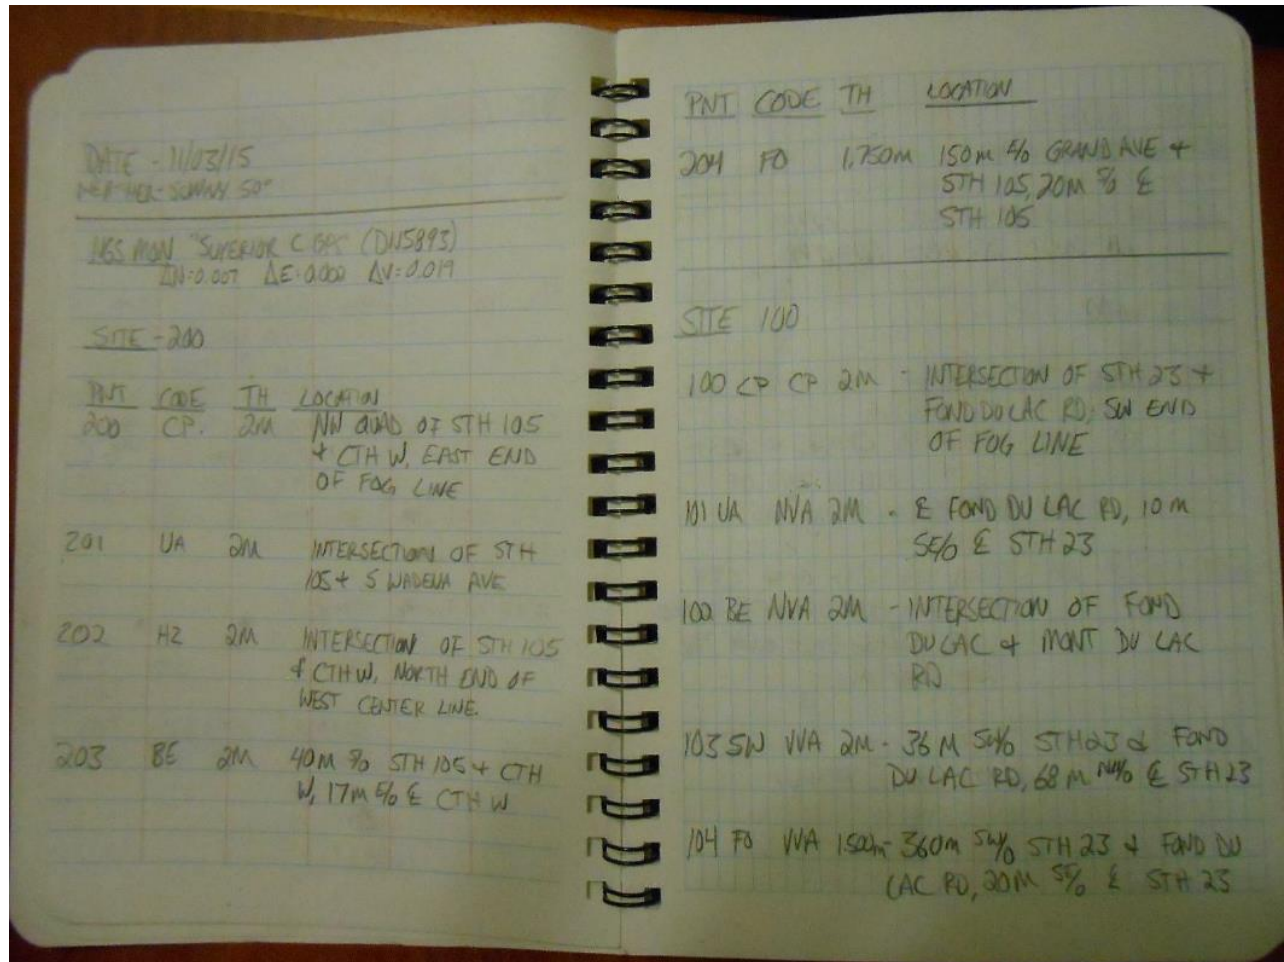 DATE - 11/03/15
WEATHER - SUNNY 50°
NGS MON "SUPERIOR C GPS" (DN5893)
ΔN=0.007 ΔE=0.002 ΔV=0.019
SITE - 200
PNT CODE TH LOCATION
200 CP. 2M NW QUAD OF STH 105
+ CTH W, EAST END
OF FOG LINE
201 UA 2M INTERSECTION OF STH
105 + S WADENA AVE
202 HZ 2M INTERSECTION OF STH 105
+ CTH W, NORTH END OF
WEST CENTER LINE.
203 BE 2M 40M S/O STH 105 + CTH
W, 17M E/O ℄ CTH W
PNT CODE TH LOCATION
204 FO 1.750M 150M E/O GRAND AVE +
STH 105, 20M S/O ℄
STH 105
SITE 100
100 CP CP 2M - INTERSECTION OF STH 23 +
FOND DU LAC RD; SW END
OF FOG LINE
101 UA NVA 2M - ℄ FOND DU LAC RD, 10 M
SE/O ℄ STH 23
102 BE NVA 2M - INTERSECTION OF FOND
DU LAC + MONT DU LAC
RD
103 SW VVA 2M - 36 M SW/O STH 23 & FOND
DU LAC RD, 68 M NW/O ℄ STH 23
104 FO VVA 1.500m - 360m SW/O STH 23 + FOND DU
LAC RD, 20M SE/O ℄ STH 23